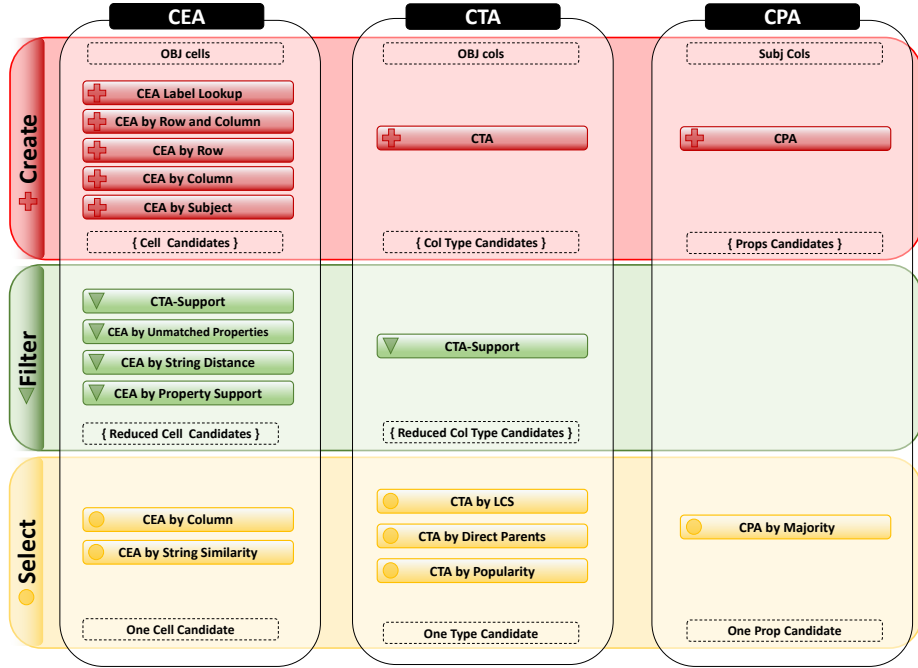 CEA
CTA
CPA
Create
OBJ cells
CEA Label Lookup
CEA by Row and Column
CEA by Row
CEA by Column
CEA by Subject
{ Cell Candidates }
OBJ cols
CTA
{ Col Type Candidates }
Subj Cols
CPA
{ Props Candidates }
Filter
CTA-Support
CEA by Unmatched Properties
CEA by String Distance
CEA by Property Support
{ Reduced Cell Candidates }
CTA-Support
{ Reduced Col Type Candidates }
Select
CEA by Column
CEA by String Similarity
One Cell Candidate
CTA by LCS
CTA by Direct Parents
CTA by Popularity
One Type Candidate
CPA by Majority
One Prop Candidate